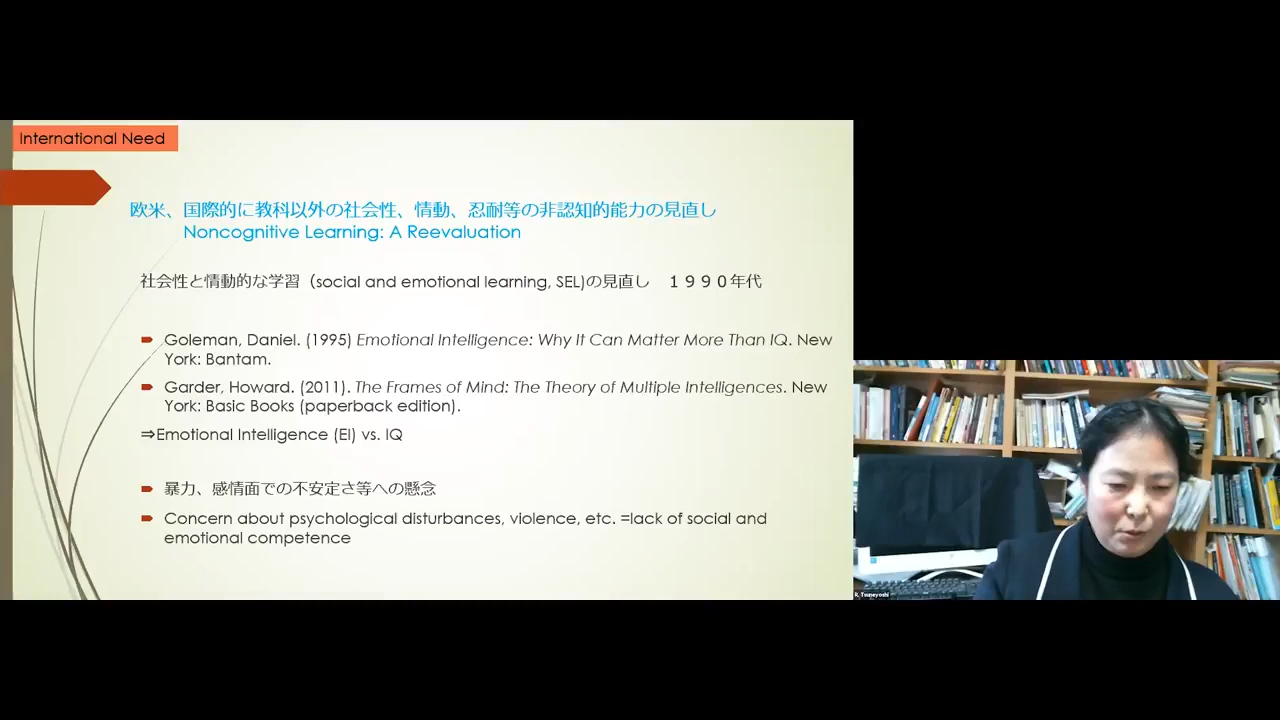 International Need
欧米、国際的に教科以外の社会性、情動、忍耐等の非認知的能力の見直し
Noncognitive Learning: A Reevaluation
社会性と情動的な学習（social and emotional learning, SEL)の見直し　１９９０年代
Goleman, Daniel. (1995) Emotional Intelligence: Why It Can Matter More Than IQ. New
York: Bantam.
Garder, Howard. (2011). The Frames of Mind: The Theory of Multiple Intelligences. New
York: Basic Books (paperback edition).
⇒Emotional Intelligence (EI) vs. IQ
暴力、感情面での不安定さ等への懸念
Concern about psychological disturbances, violence, etc. =lack of social and
emotional competence
R. Tsuneyoshi